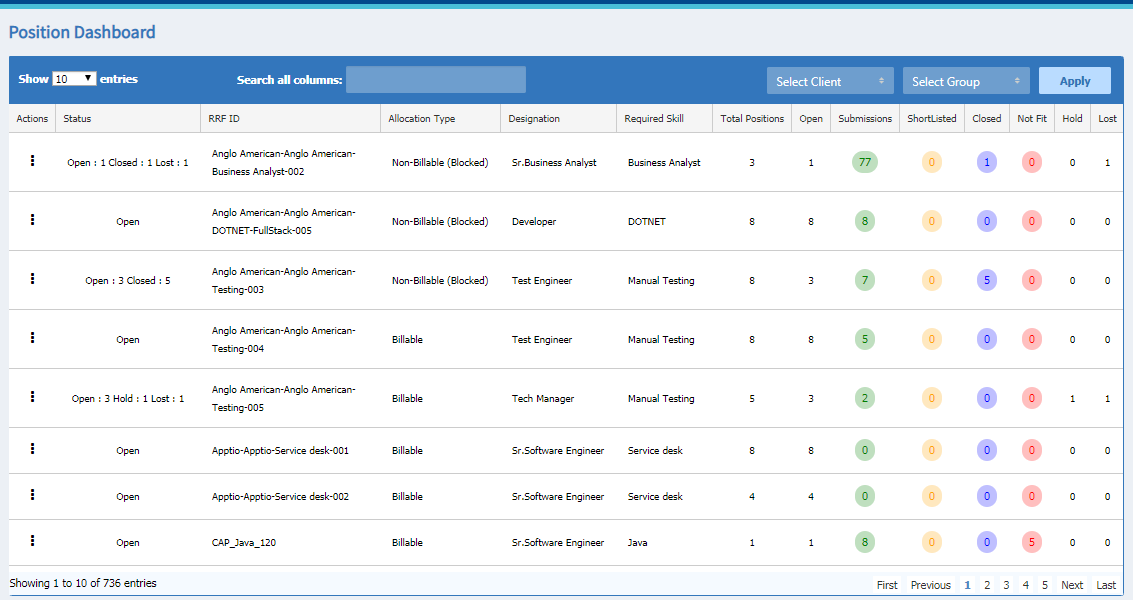 Position Dashboard
Show 10 entries Search all columns: Select Client Select Group Apply
Actions Status RRF ID Allocation Type Designation Required Skill Total Positions Open Submissions ShortListed Closed Not Fit Hold Lost
Anglo American-Anglo American-
Open : 1 Closed : 1 Lost : 1 Non-Billable (Blocked) Sr.Business Analyst Business Analyst 3 1 77 0 1 0 0 1
Business Analyst-002
Anglo American-Anglo American-
Open Non-Billable (Blocked) Developer DOTNET 8 8 8 0 0 0 0 0
DOTNET-FullStack-005
Anglo American-Anglo American-
Open : 3 Closed : 5 Non-Billable (Blocked) Test Engineer Manual Testing 8 3 7 0 5 0 0 0
Testing-003
Anglo American-Anglo American-
Open Billable Test Engineer Manual Testing 8 8 5 0 0 0 0 0
Testing-004
Anglo American-Anglo American-
Open : 3 Hold : 1 Lost : 1 Billable Tech Manager Manual Testing 5 3 2 0 0 0 1 1
Testing-005
Open Apptio-Apptio-Service desk-001 Billable Sr.Software Engineer Service desk 8 8 0 0 0 0 0 0
Open Apptio-Apptio-Service desk-002 Billable Sr.Software Engineer Service desk 4 4 0 0 0 0 0 0
Open CAP_Java_120 Billable Sr.Software Engineer Java 1 1 8 0 0 5 0 0
Showing 1 to 10 of 736 entries First Previous 1 2 3 4 5 Next Last